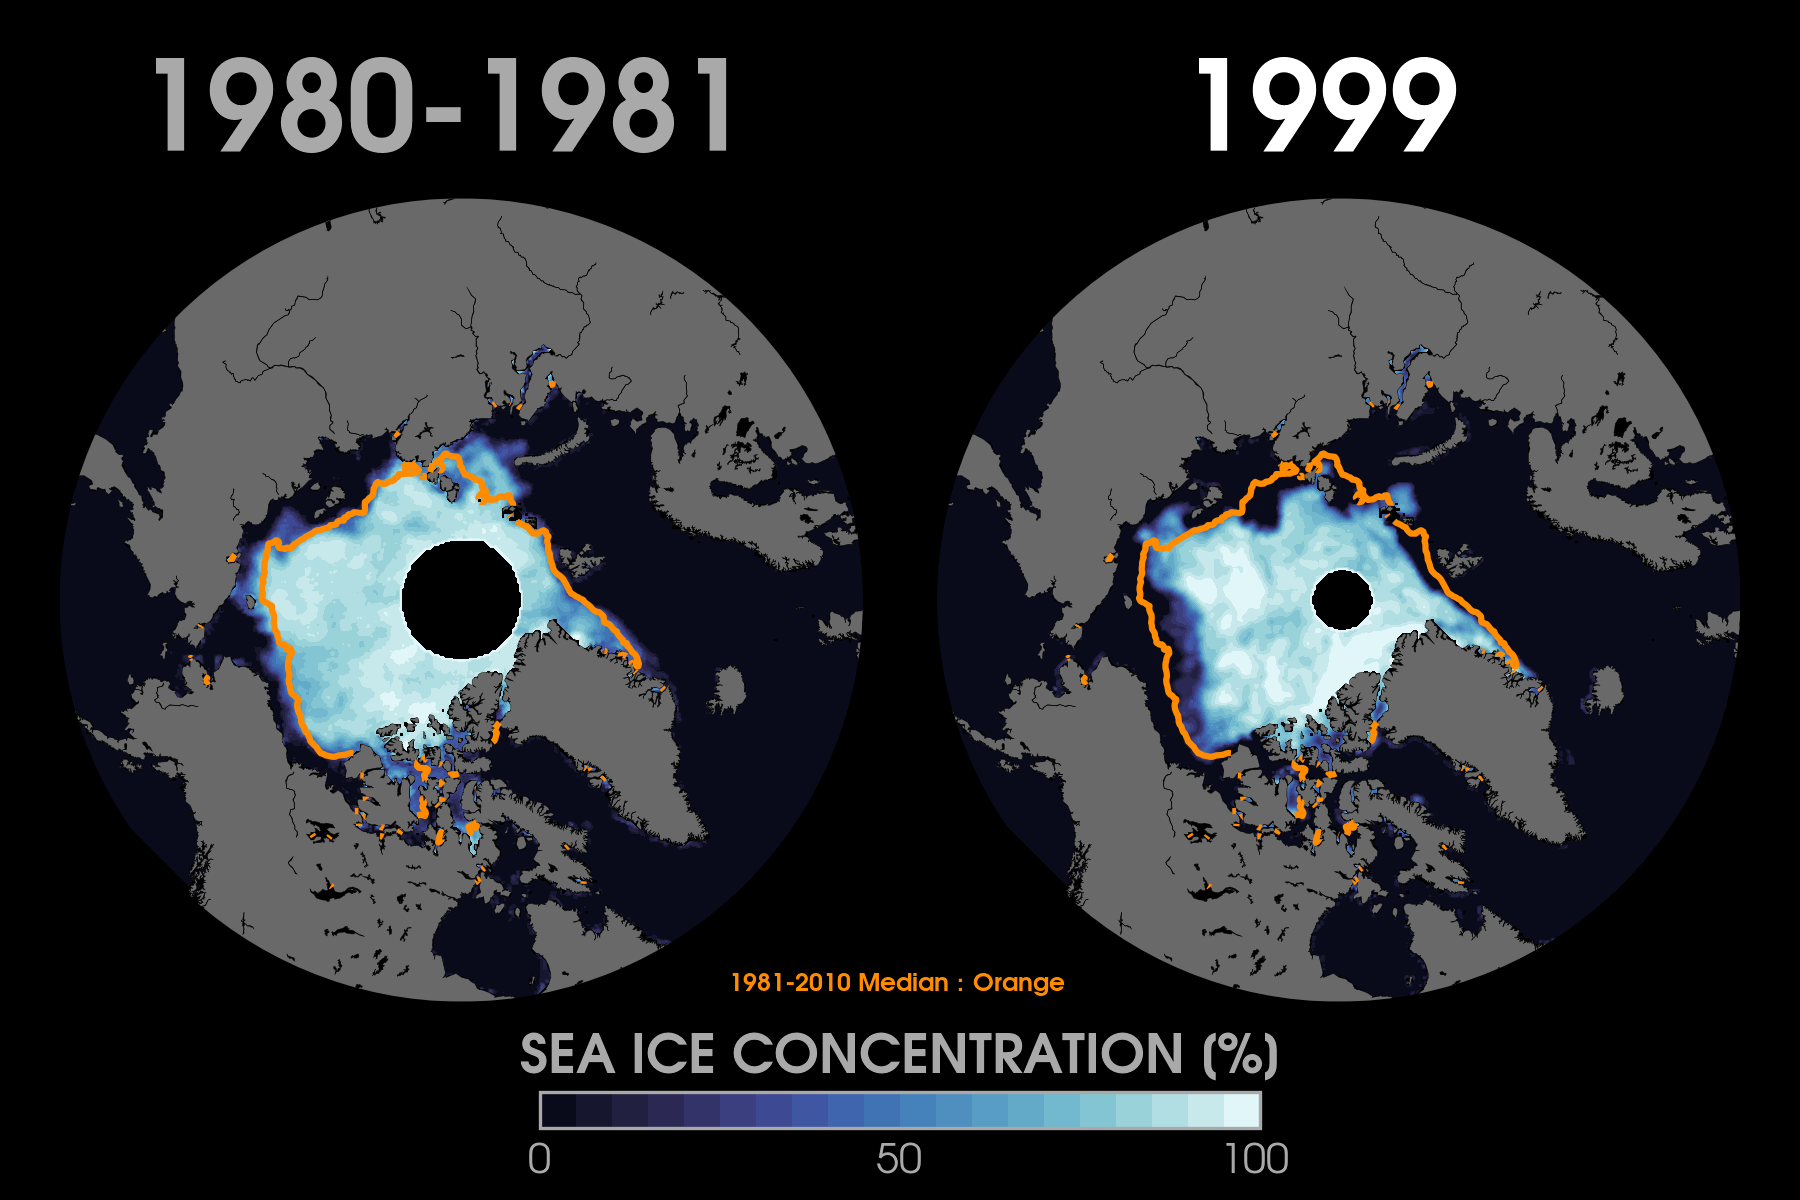 1980-1981
1999
1981-2010 Median : Orange
SEA ICE CONCENTRATION (%)
0 50 100